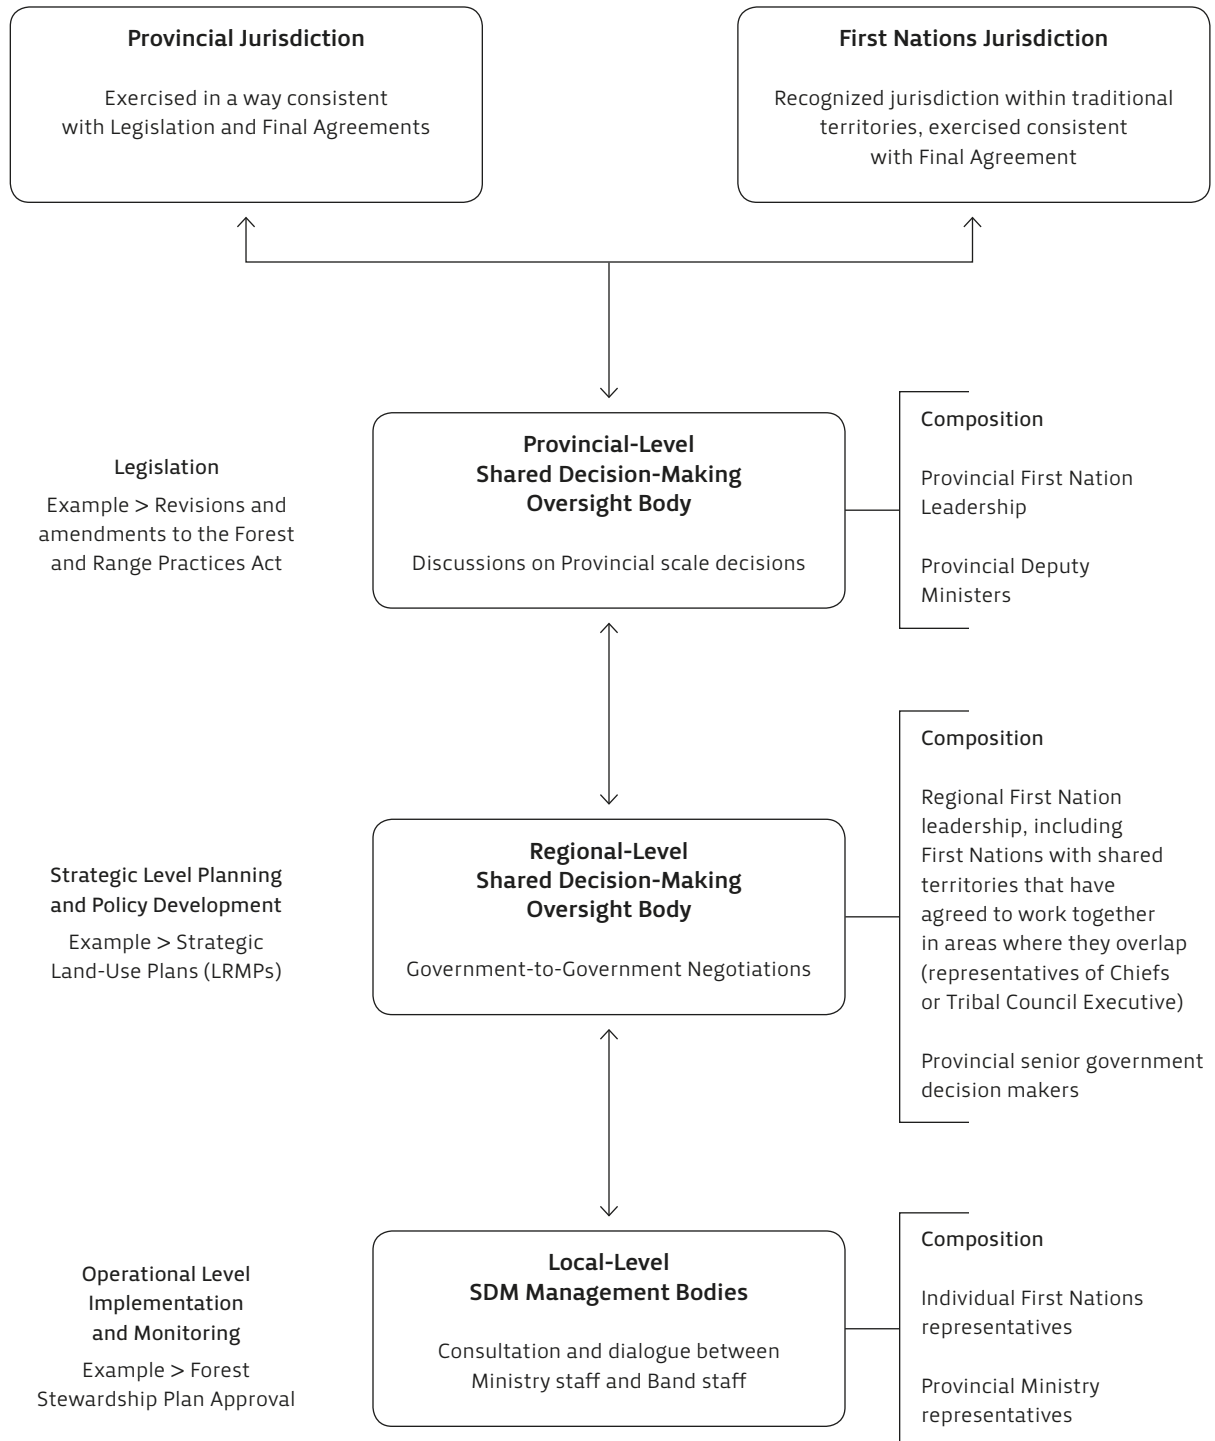 Provincial Jurisdiction
Exercised in a way consistent
with Legislation and Final Agreements
First Nations Jurisdiction
Recognized jurisdiction within traditional
territories, exercised consistent
with Final Agreement
Legislation
Example > Revisions and
amendments to the Forest
and Range Practices Act
Provincial-Level
Shared Decision-Making
Oversight Body
Discussions on Provincial scale decisions
Composition
Provincial First Nation
Leadership
Provincial Deputy
Ministers
Strategic Level Planning
and Policy Development
Example > Strategic
Land-Use Plans (LRMPs)
Regional-Level
Shared Decision-Making
Oversight Body
Government-to-Government Negotiations
Composition
Regional First Nation
leadership, including
First Nations with shared
territories that have
agreed to work together
in areas where they overlap
(representatives of Chiefs
or Tribal Council Executive)
Provincial senior government
decision makers
Operational Level
Implementation
and Monitoring
Example > Forest
Stewardship Plan Approval
Local-Level
SDM Management Bodies
Consultation and dialogue between
Ministry staff and Band staff
Composition
Individual First Nations
representatives
Provincial Ministry
representatives